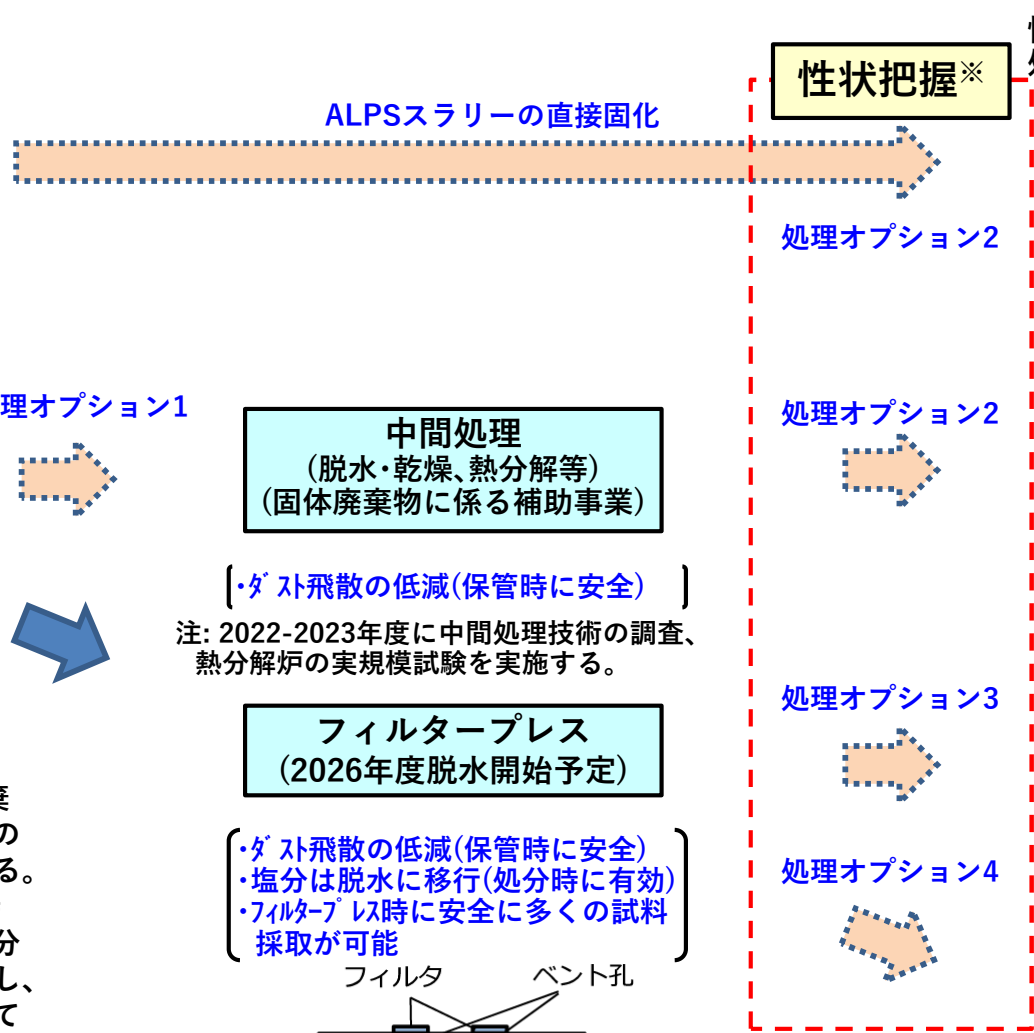 性状把握※
ALPSスラリーの直接固化
処理オプション2
理オプション1
中間処理
(脱水・乾燥、熱分解等)
(固体廃棄物に係る補助事業)
処理オプション2
・ダスト飛散の低減(保管時に安全)
注: 2022-2023年度に中間処理技術の調査、
熱分解炉の実規模試験を実施する。
フィルタープレス
(2026年度脱水開始予定)
処理オプション3
の
る。
分
し、
て
・ダスト飛散の低減(保管時に安全)
・塩分は脱水に移行(処分時に有効)
・フィルタープレス時に安全に多くの試料
採取が可能
処理オプション4
フィルタ
ベント孔